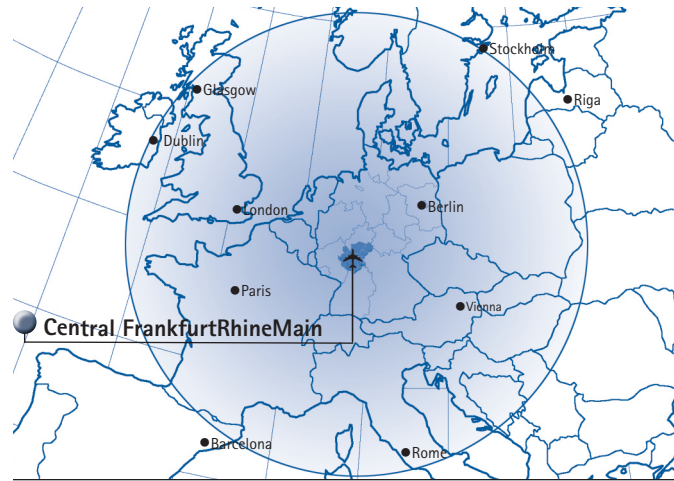 Stockholm
Glasgow
Riga
Dublin
London
Berlin
Paris
Vienna
Central FrankfurtRhineMain
Barcelona
Rome